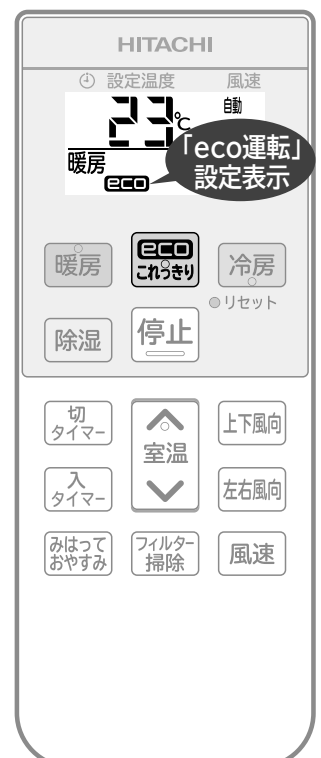 HITACHI
設定温度 風速
自動
23℃
「eco運転」
設定表示
暖房
eco
暖房
eco
これっきり
冷房
リセット
除湿
停止
切
タイマー
室温
上下風向
入
タイマー
左右風向
みはって
おやすみ
フィルター
掃除
風速